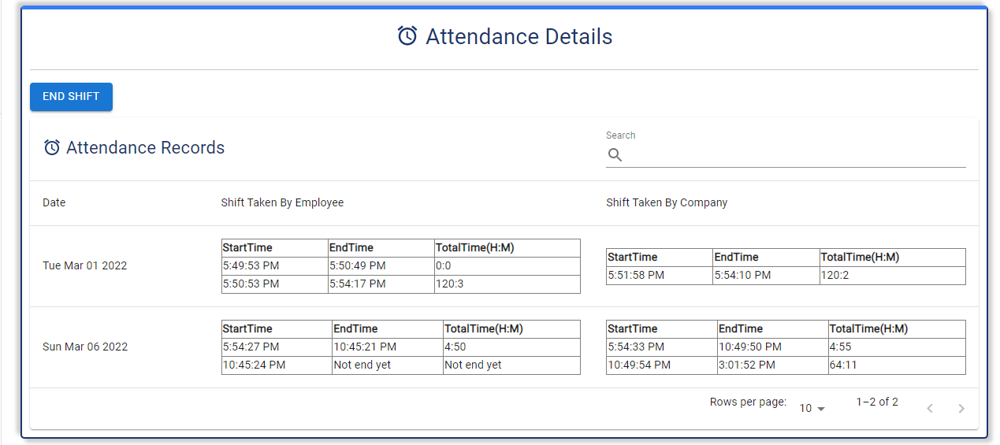 Attendance Details
END SHIFT
Attendance Records
Search
Date Shift Taken By Employee Shift Taken By Company
Tue Mar 01 2022
StartTime EndTime TotalTime(H:M)
5:49:53 PM 5:50:49 PM 0:0
5:50:53 PM 5:54:17 PM 120:3
StartTime EndTime TotalTime(H:M)
5:51:58 PM 5:54:10 PM 120:2
Sun Mar 06 2022
StartTime EndTime TotalTime(H:M)
5:54:27 PM 10:45:21 PM 4:50
10:45:24 PM Not end yet Not end yet
StartTime EndTime TotalTime(H:M)
5:54:33 PM 10:49:50 PM 4:55
10:49:54 PM 3:01:52 PM 64:11
Rows per page: 10 1–2 of 2